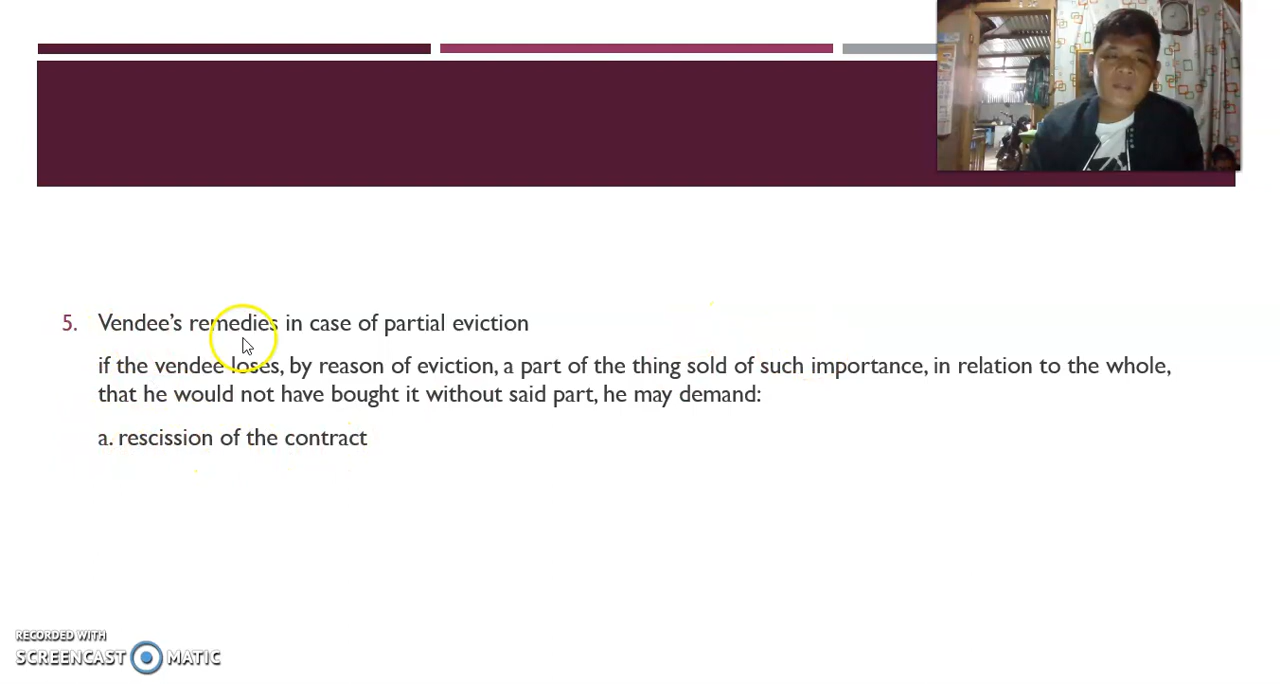 5. Vendee's remedies in case of partial eviction
if the vendee loses, by reason of eviction, a part of the thing sold of such importance, in relation to the whole,
that he would not have bought it without said part, he may demand:
a. rescission of the contract
RECORDED WITH
SCREENCAST MATIC